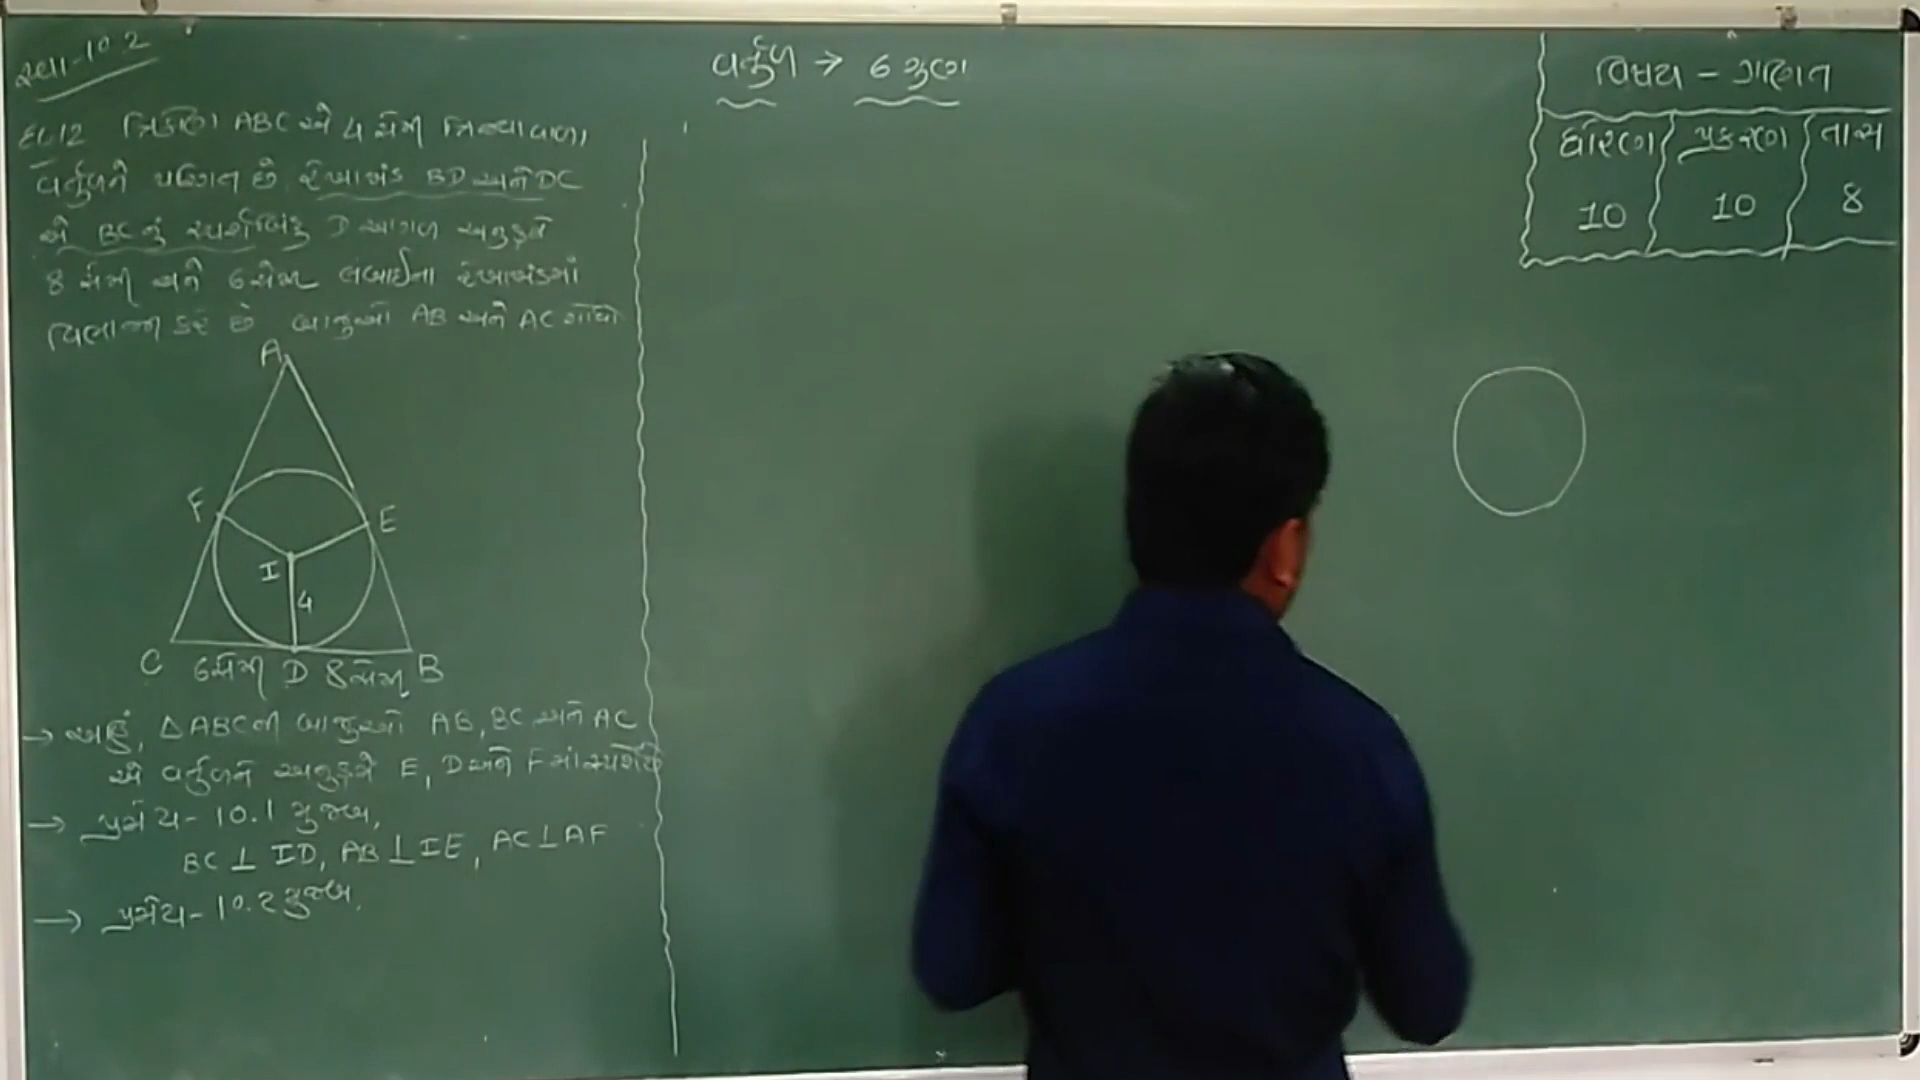 સ્વા-10.2
વર્તુળ → 6 ગુણ
વિષય - ગણિત
ધોરણ પ્રકરણ તાસ
10 10 8
દા.12 ત્રિકોણ ABC એ 4 સેમી ત્રિજ્યાવાળા
વર્તુળને પરિગત છે. રેખાખંડ BD અને DC
એ BC નું સ્પર્શબિંદુ D આગળ અનુક્રમે
8 સેમી અને 6 સેમી લંબાઈના રેખાખંડમાં
વિભાજન કરે છે બાજુઓ AB અને AC શોધો
A
F
E
I
4
C 6સેમી D 8સેમી B
→ અહીં, △ABC ની બાજુઓ AB, BC અને AC
એ વર્તુળને અનુક્રમે E, D અને F માં સ્પર્શે છે
→ પ્રમેય- 10.1 મુજબ,
BC ⊥ ID, AB ⊥ IE, AC ⊥ AF
→ પ્રમેય- 10.2 મુજબ,